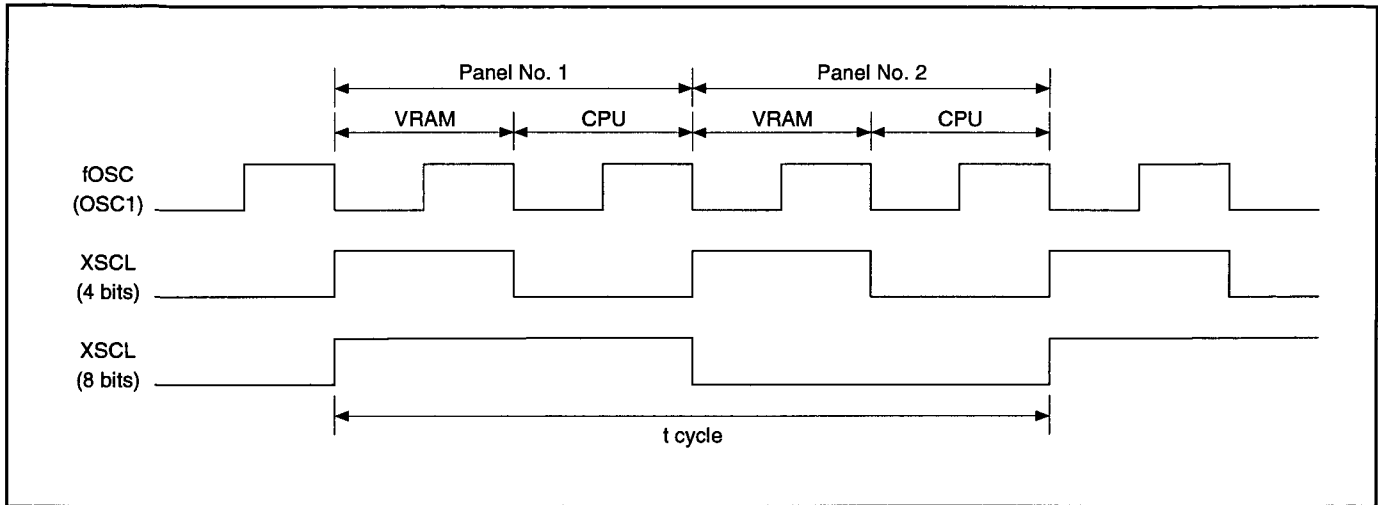 Panel No. 1 Panel No. 2
VRAM CPU VRAM CPU
fOSC
(OSC1)
XSCL
(4 bits)
XSCL
(8 bits)
t cycle